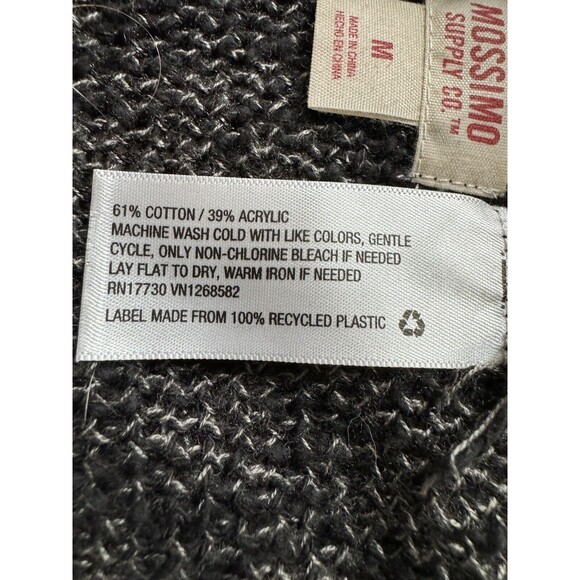 MOSSIMO
SUPPLY CO.™
M
MADE IN CHINA
HECHO EN CHINA
61% COTTON / 39% ACRYLIC
MACHINE WASH COLD WITH LIKE COLORS, GENTLE
CYCLE, ONLY NON-CHLORINE BLEACH IF NEEDED
LAY FLAT TO DRY, WARM IRON IF NEEDED
RN17730 VN1268582
LABEL MADE FROM 100% RECYCLED PLASTIC